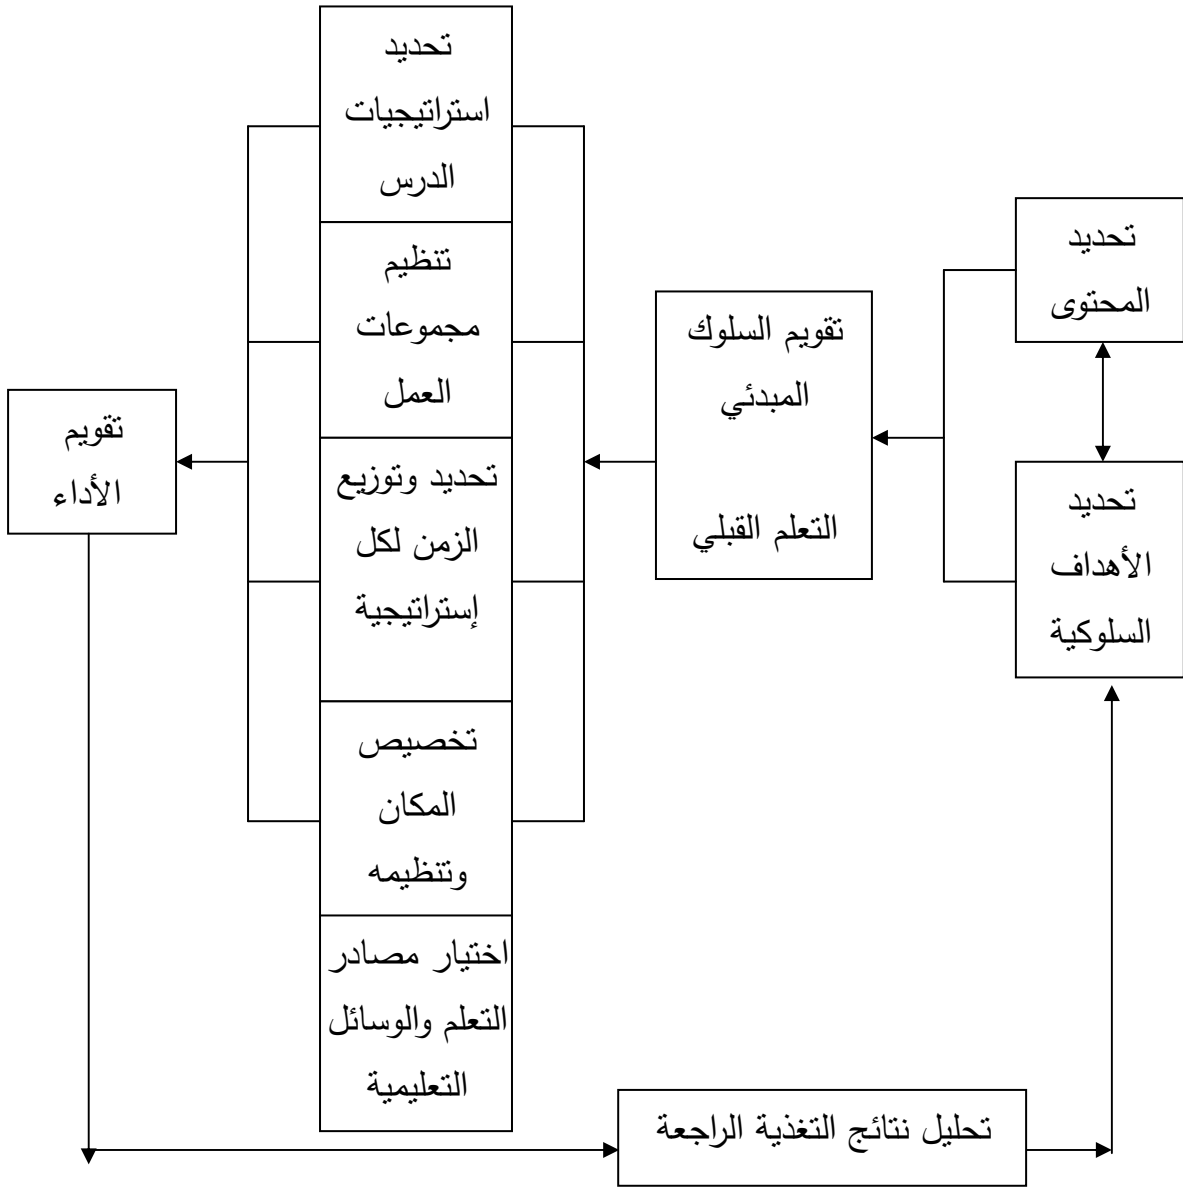 تحديد
المحتوى
تحديد
الأهداف
السلوكية
تقويم السلوك
المبدئي
التعلم القبلي
تحديد
استراتيجيات
الدرس
تنظيم
مجموعات
العمل
تحديد وتوزيع
الزمن لكل
إستراتيجية
تخصيص
المكان
وتنظيمه
اختيار مصادر
التعلم والوسائل
التعليمية
تقويم
الأداء
تحليل نتائج التغذية الراجعة